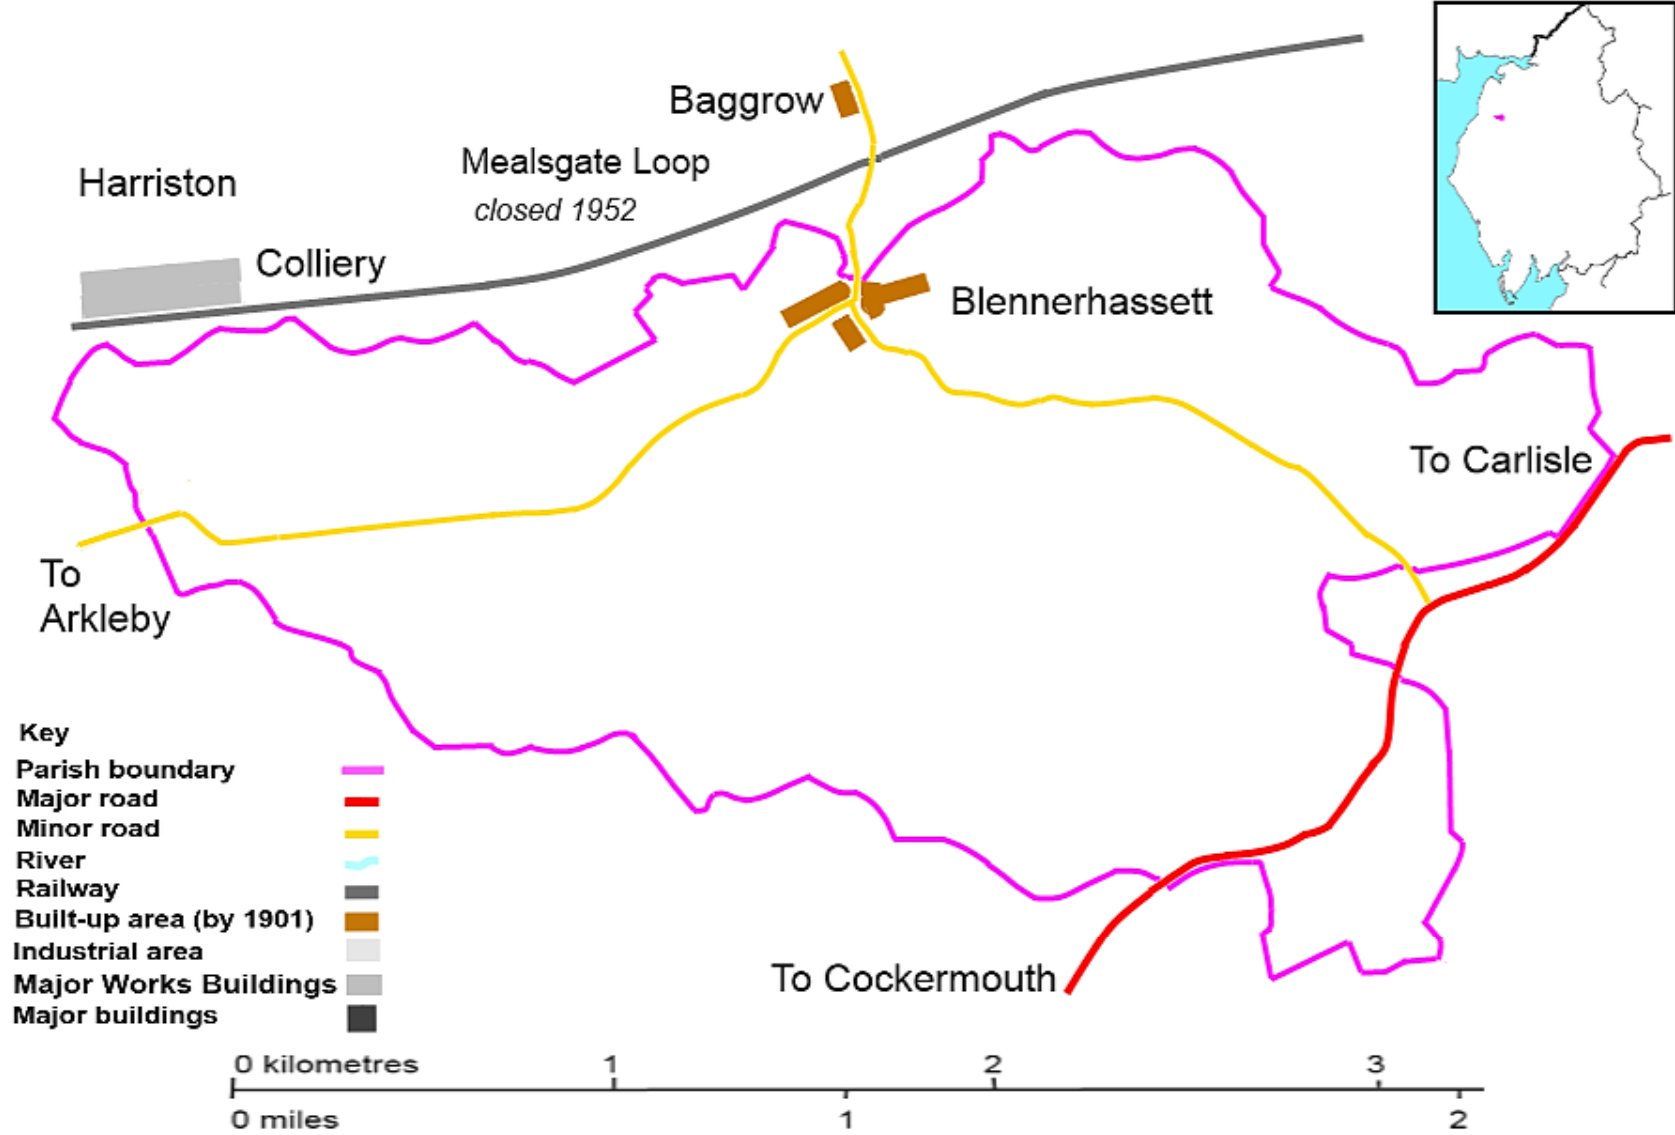 Baggrow
Mealsgate Loop
closed 1952
Harriston
Colliery
Blennerhassett
To Carlisle
To
Arkleby
To Cockermouth
Key
Parish boundary
Major road
Minor road
River
Railway
Built-up area (by 1901)
Industrial area
Major Works Buildings
Major buildings
0 kilometres 1 2 3
0 miles 1 2